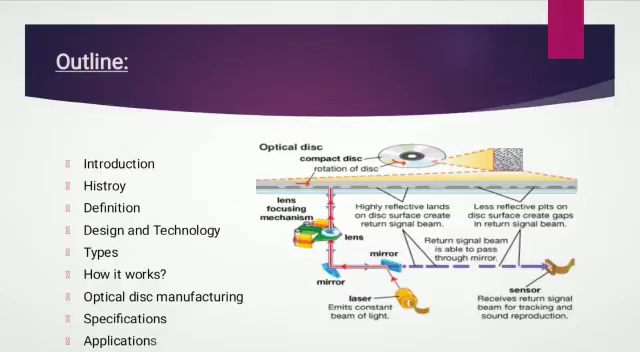 Outline:
Introduction
Histroy
Definition
Design and Technology
Types
How it works?
Optical disc manufacturing
Specifications
Applications
Optical disc
compact disc
rotation of disc
lens
focusing
mechanism
Highly reflective lands
on disc surface create
return signal beam.
Less reflective pits on
disc surface create gaps
in return signal beam.
lens
Return signal beam
is able to pass
through mirror.
mirror
mirror
laser
Emits constant
beam of light.
sensor
Receives return signal
beam for tracking and
sound reproduction.